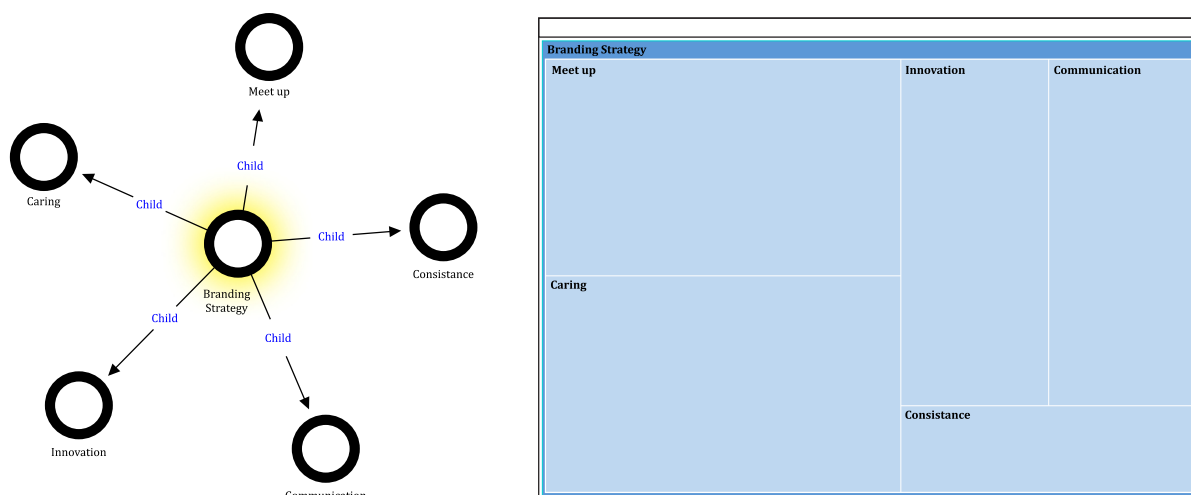 Meet up
Child
Caring
Child
Child
Consistance
Branding
Strategy
Child
Child
Innovation
Communication
Branding Strategy
Meet up
Innovation
Communication
Caring
Consistance